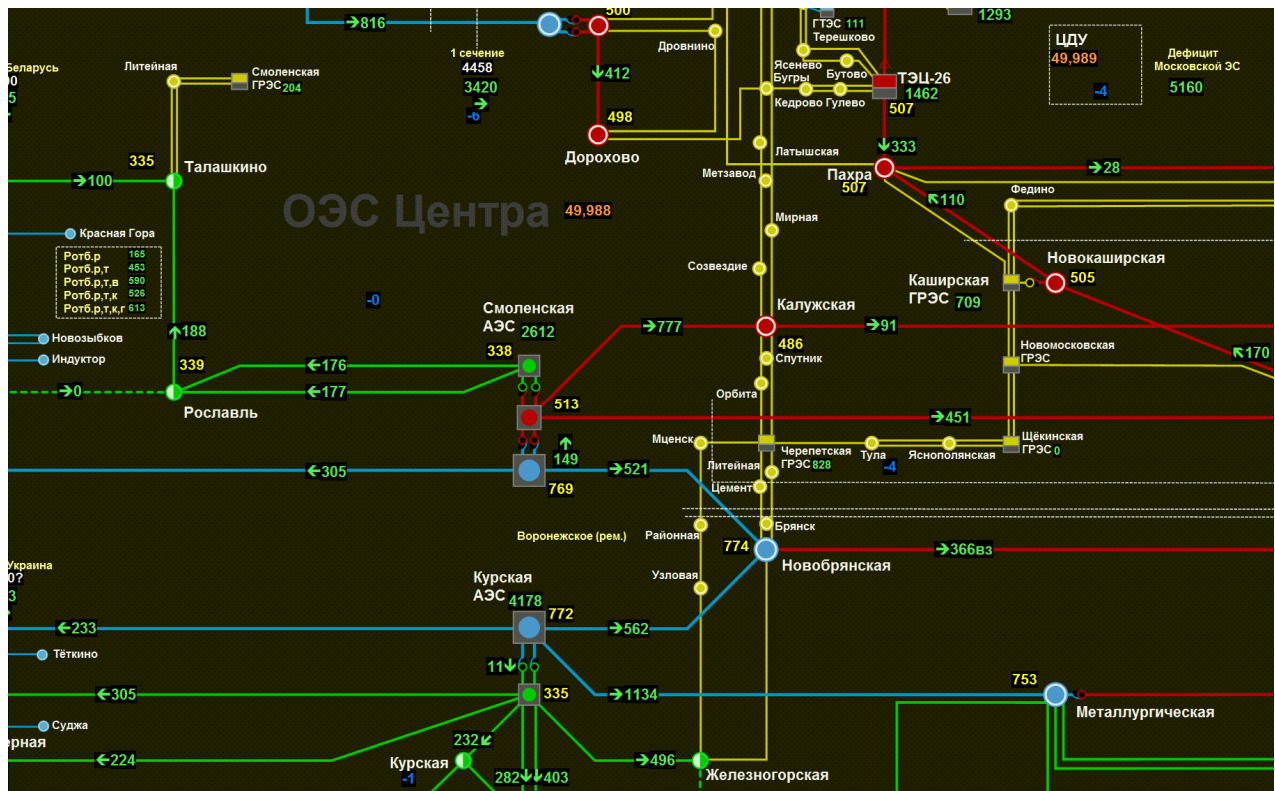 816
500
412
498
Дорохово
1 сечение
4458
3420
-6
Дровнино
ГТЭС 111
Терешково
1293
Ясенево
Бугры
Бутово
Кедрово Гулево
ТЭЦ-26
1462
507
333
ЦДУ
49,989
-4
Дефицит
Московской ЭС
5160
Беларусь
Литейная
Смоленская
ГРЭС 204
335
Талашкино
100
ОЭС Центра
49,988
Латышская
Метзавод
Мирная
Созвездие
Пахра
507
28
110
Федино
Новокаширская
505
Каширская
ГРЭС 709
Красная Гора
Ротб.р 165
Ротб.р,т 453
Ротб.р,т,в 590
Ротб.р,т,к 526
Ротб.р,т,к,г 613
-0
Новозыбков
Индуктор
188
339
0
Рославль
Смоленская
АЭС 2612
338
176
177
513
777
Калужская
486
91
Спутник
Орбита
Новомосковская
ГРЭС
170
451
Мценск
Черепетская
ГРЭС 828
Тула
-4
Яснополянская
Щёкинская
ГРЭС 0
305
149
769
521
Литейная
Цемент
Воронежское (рем.)
Районная
Брянск
774
Новобрянская
366вз
Узловая
Украина
0?
3
233
Тёткино
Курская
АЭС 4178
772
562
11
335
1134
753
Металлургическая
305
Суджа
ерная
224
232
Курская
-1
282
403
496
Железногорская